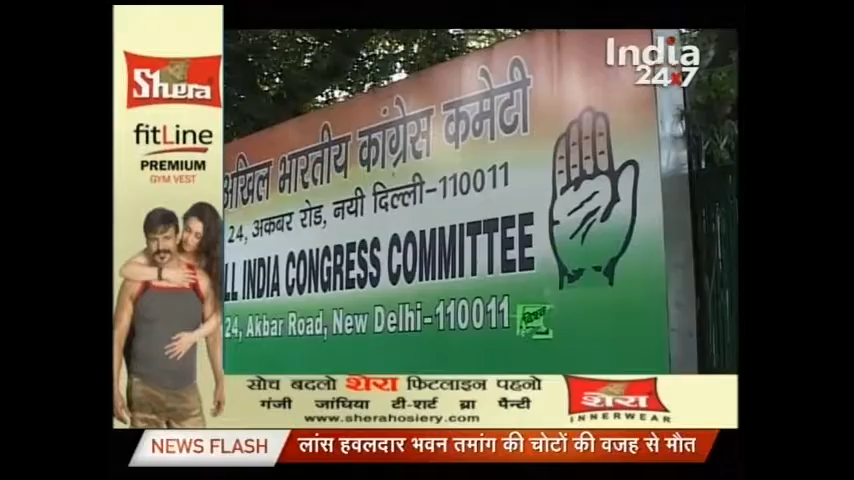 India
24x7
Shera
fitLine
PREMIUM
GYM VEST
अखिल भारतीय कांग्रेस कमेटी
24, अकबर रोड, नयी दिल्ली-110011
LL INDIA CONGRESS COMMITTEE
24, Akbar Road, New Delhi-110011
सोच बदलो शेरा फिटलाइन पहनो
गंजी जांघिया टी-शर्ट ब्रा पैन्टी
www.sherahosiery.com
शेरा
INNERWEAR
NEWS FLASH
लांस हवलदार भवन तमांग की चोटों की वजह से मौत